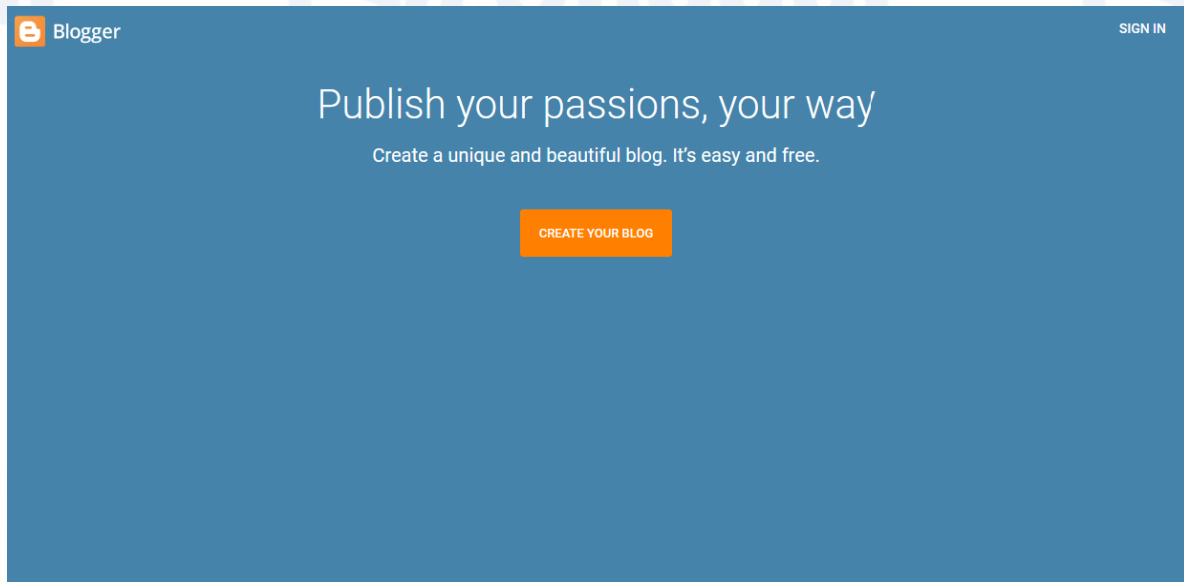 Blogger
SIGN IN
Publish your passions, your way
Create a unique and beautiful blog. It's easy and free.
CREATE YOUR BLOG